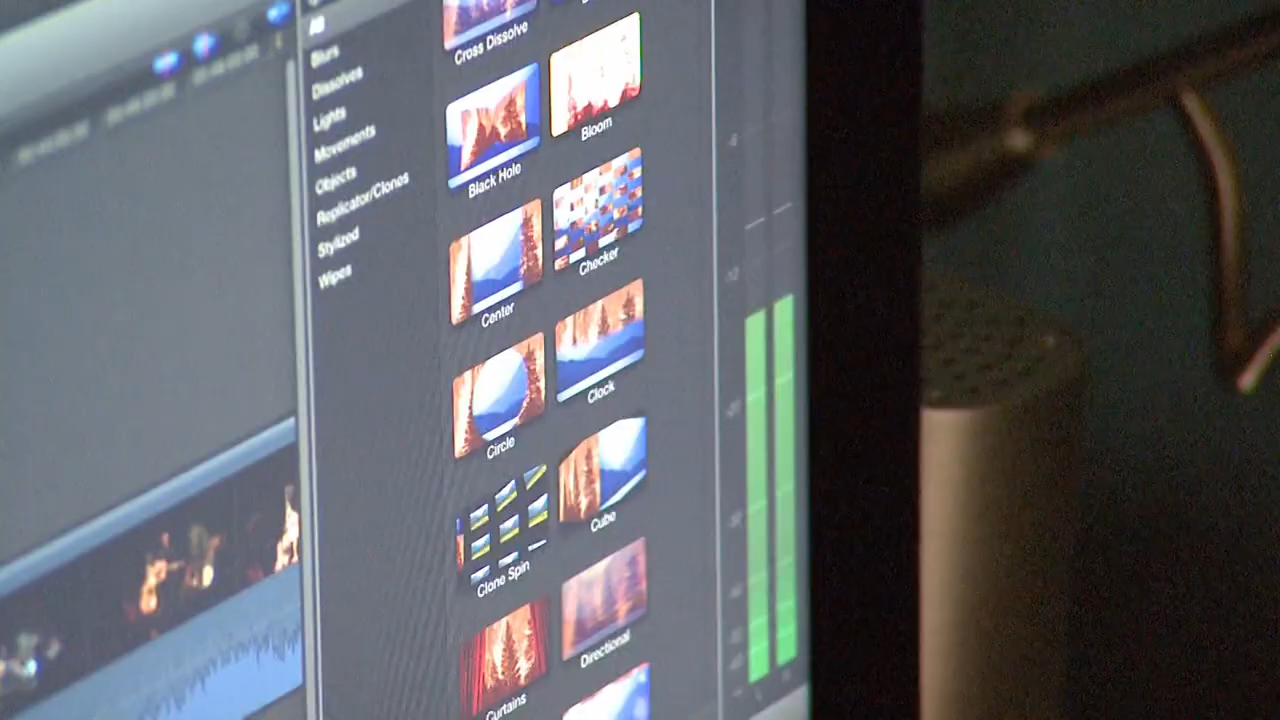 All
Blurs
Dissolves
Lights
Movements
Objects
Replicator/Clones
Stylized
Wipes
Cross Dissolve
Black Hole
Bloom
Center
Checker
Circle
Clock
Clone Spin
Cube
Curtains
Directional